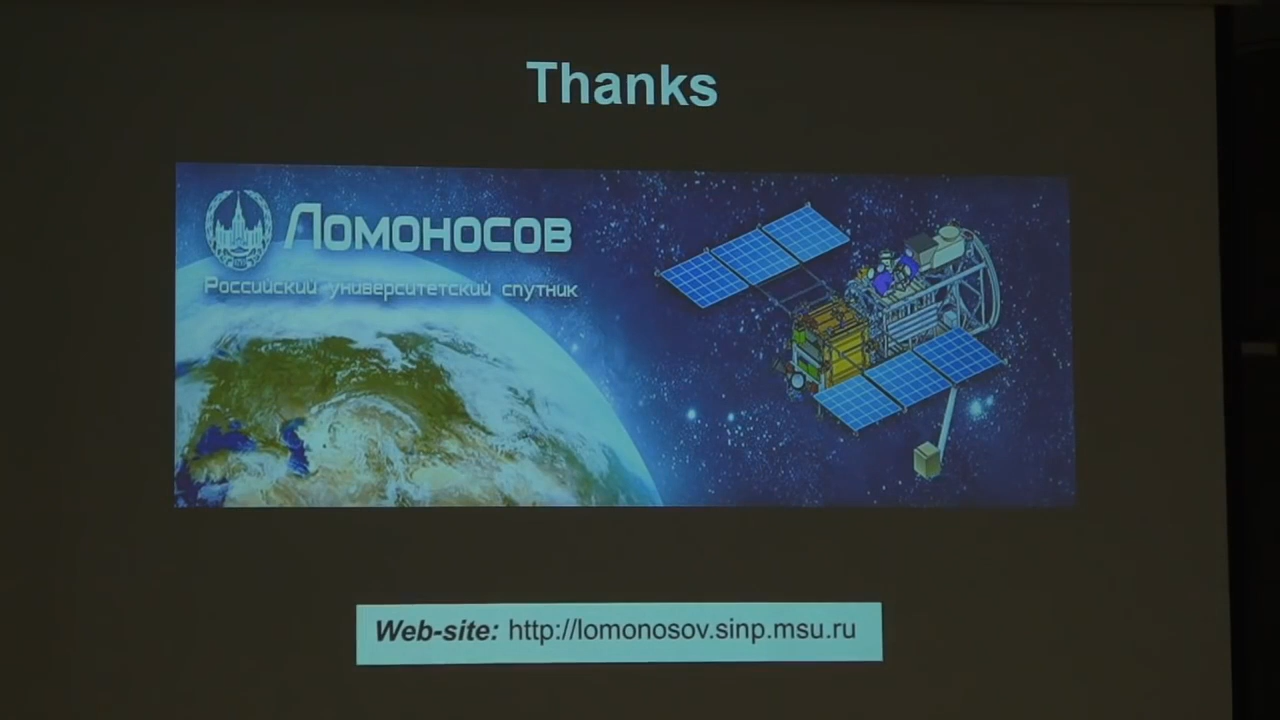 Thanks
Ломоносов
Российский университетский спутник
Web-site: http://lomonosov.sinp.msu.ru